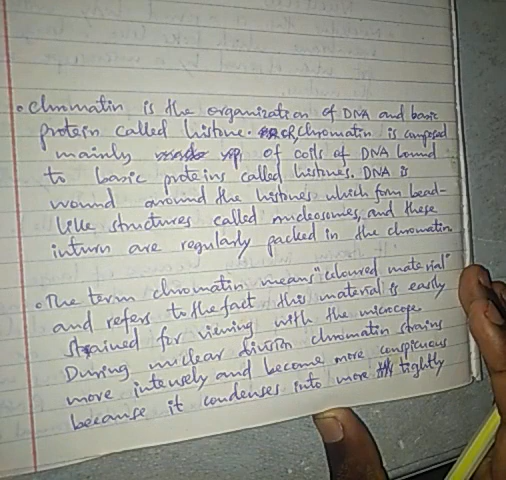 • Chromatin is the organization of DNA and basic
protein called histone. OR, Chromatin is composed
mainly of coils of DNA bound
to basic proteins called histones. DNA is
wound around the histones which form bead-
like structures called nucleosomes, and these
inturn are regularly packed in the chromatin
• The term chromatin means "coloured material"
and refers to the fact this material is easily
stained for viewing with the microcope
During nuclear division chromatin strains
more intensely and become more conspicuous
because it condenses into more tightly